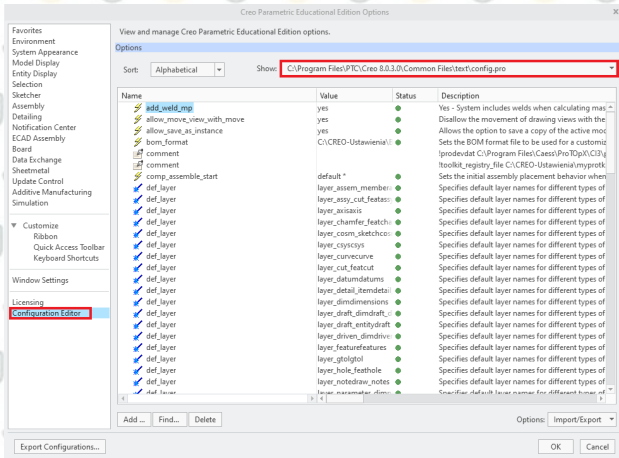 Creo Parametric Educational Edition Options
Favorites
Environment
System Appearance
Model Display
Entity Display
Selection
Sketcher
Assembly
Detailing
Notification Center
ECAD Assembly
Board
Data Exchange
Sheetmetal
Update Control
Additive Manufacturing
Simulation
Customize
Ribbon
Quick Access Toolbar
Keyboard Shortcuts
Window Settings
Licensing
Configuration Editor
View and manage Creo Parametric Educational Edition options.
Options
Sort: Alphabetical Show: C:\Program Files\PTC\Creo 8.0.3.0\Common Files\text\config.pro
Name Value Status Description
add_weld_mp yes Yes - System includes welds when calculating mas
allow_move_view_with_move yes Disallow the movement of drawing views with the
allow_save_as_instance yes Allows the option to save a copy of the active mod
bom_format C:\CREO-Ustawienia\ Sets the BOM format file to be used for a customiz
comment !prodevdat C:\Program Files\Caess\ProTOpX\CI3\
comment !toolkit_registry_file C:\CREO-Ustawienia\myprotk
comp_assemble_start default * Sets the initial assembly placement behavior when
def_layer layer_assem_member Specifies default layer names for different types of
def_layer layer_assy_cut_featass Specifies default layer names for different types of
def_layer layer_axisaxis Specifies default layer names for different types of
def_layer layer_chamfer_featcha Specifies default layer names for different types of
def_layer layer_cosm_sketchcos Specifies default layer names for different types of
def_layer layer_csyscsys Specifies default layer names for different types of
def_layer layer_curvecurve Specifies default layer names for different types of
def_layer layer_cut_featcut Specifies default layer names for different types of
def_layer layer_datumdatums Specifies default layer names for different types of
def_layer layer_detail_itemdetail Specifies default layer names for different types of
def_layer layer_dimdimensions Specifies default layer names for different types of
def_layer layer_draft_dimdraft_d Specifies default layer names for different types of
def_layer layer_draft_entitydraft Specifies default layer names for different types of
def_layer layer_driven_dimdrive Specifies default layer names for different types of
def_layer layer_featurefeatures Specifies default layer names for different types of
def_layer layer_gtolgtol Specifies default layer names for different types of
def_layer layer_hole_feathole Specifies default layer names for different types of
def_layer layer_notedraw_notes Specifies default layer names for different types of
def_layer Specifies default layer names for different types of
Add ... Find... Delete Options: Import/Export
Export Configurations... OK Cancel